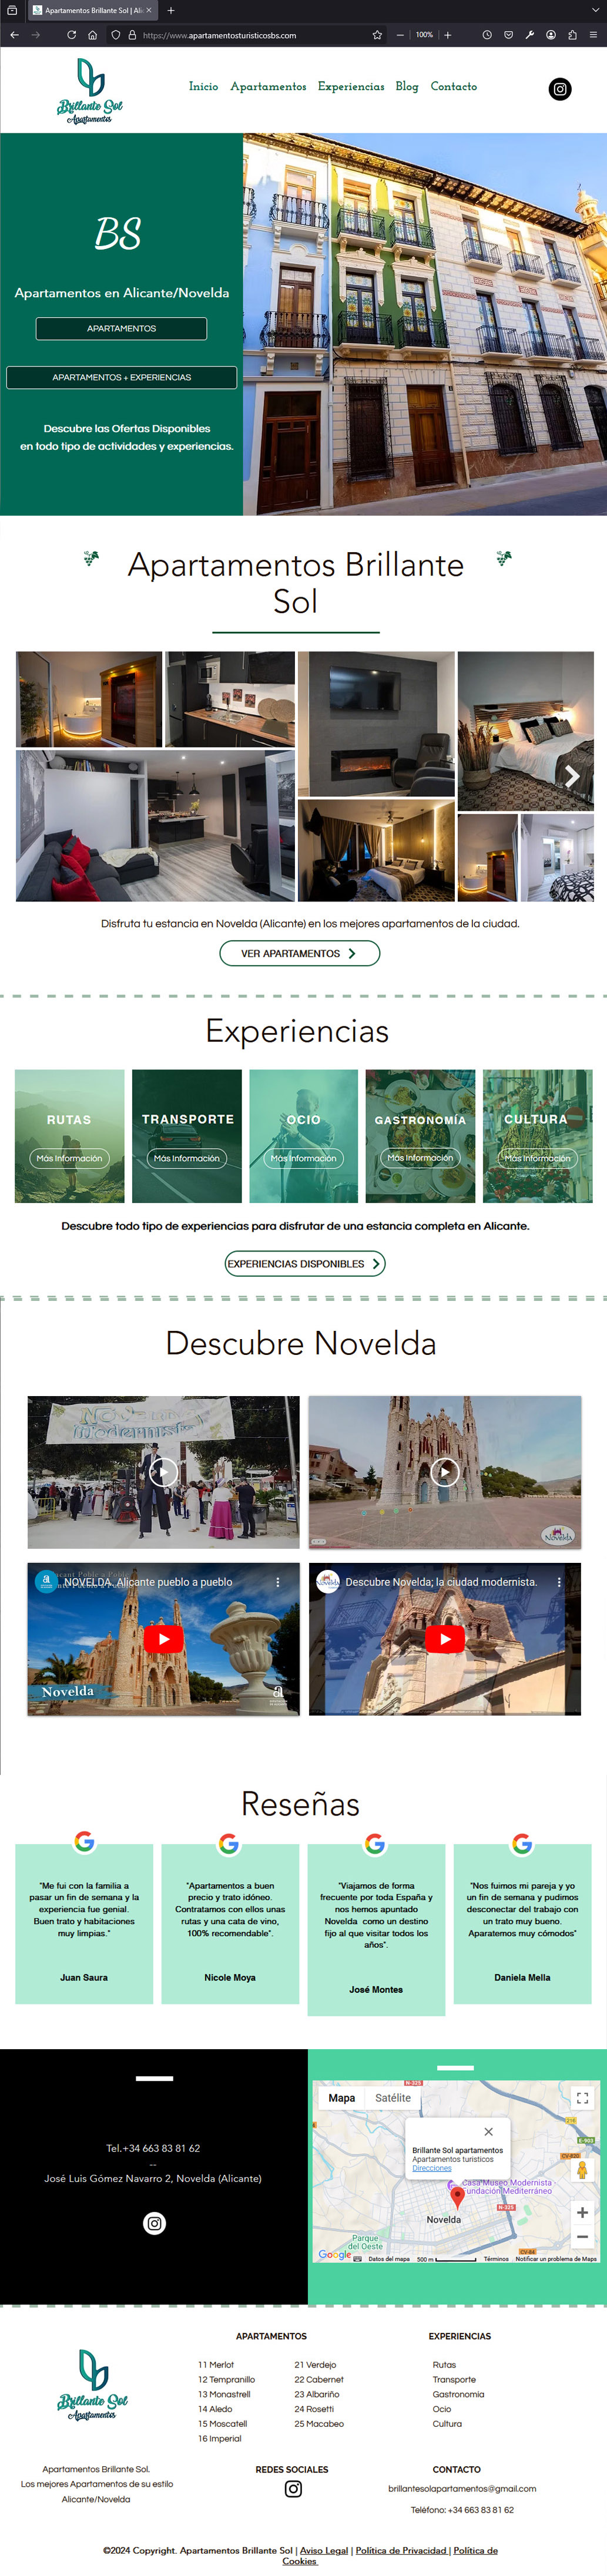 Apartamentos Brillante Sol | Ali
https://www.apartamentosturisticosbs.com
100%
Brillante Sol
Apartamentos
Inicio
Apartamentos
Experiencias
Blog
Contacto
BS
Apartamentos en Alicante/Novelda
APARTAMENTOS
APARTAMENTOS + EXPERIENCIAS
Descubre las Ofertas Disponibles
en todo tipo de actividades y experiencias.
Apartamentos Brillante
Sol
Disfruta tu estancia en Novelda (Alicante) en los mejores apartamentos de la ciudad.
VER APARTAMENTOS
Experiencias
RUTAS
Más Información
TRANSPORTE
Más Información
OCIO
Más Información
GASTRONOMÍA
Más Información
CULTURA
Más Información
Descubre todo tipo de experiencias para disfrutar de una estancia completa en Alicante.
EXPERIENCIAS DISPONIBLES
Descubre Novelda
Novelda
modernista
Novelda
NOVELDA. Alicante pueblo a pueblo
Novelda
Descubre Novelda; la ciudad modernista.
Reseñas
"Me fui con la familia a
pasar un fin de semana y la
experiencia fue genial.
Buen trato y habitaciones
muy limpias."
Juan Saura
"Apartamentos a buen
precio y trato idóneo.
Contratamos con ellos unas
rutas y una cata de vino,
100% recomendable".
Nicole Moya
"Viajamos de forma
frecuente por toda España y
nos hemos apuntado
Novelda como un destino
fijo al que visitar todos los
años".
José Montes
"Nos fuimos mi pareja y yo
un fin de semana y pudimos
desconectar del trabajo con
un trato muy bueno.
Aparatemos muy cómodos"
Daniela Mella
Tel.+34 663 83 81 62
--
José Luis Gómez Navarro 2, Novelda (Alicante)
N-325
Mapa
Satélite
Brillante Sol apartamentos
Apartamentos turisticos
Direcciones
Casa Museo Modernista
Fundación Mediterráneo
N-325
Novelda
N-325
Parque
del Oeste
CV-84
Google
Datos del mapa
500 m
Términos
Notificar un problema de Maps
Brillante Sol
Apartamentos
APARTAMENTOS
11 Merlot
12 Tempranillo
13 Monastrell
14 Aledo
15 Moscatell
16 Imperial
21 Verdejo
22 Cabernet
23 Albariño
24 Rosetti
25 Macabeo
EXPERIENCIAS
Rutas
Transporte
Gastronomia
Ocio
Cultura
Apartamentos Brillante Sol.
Los mejores Apartamentos de su estilo
Alicante/Novelda
REDES SOCIALES
CONTACTO
brillantesolapartamentos@gmail.com
Teléfono: +34 663 83 81 62
©2024 Copyright. Apartamentos Brillante Sol | Aviso Legal | Política de Privacidad | Política de
Cookies